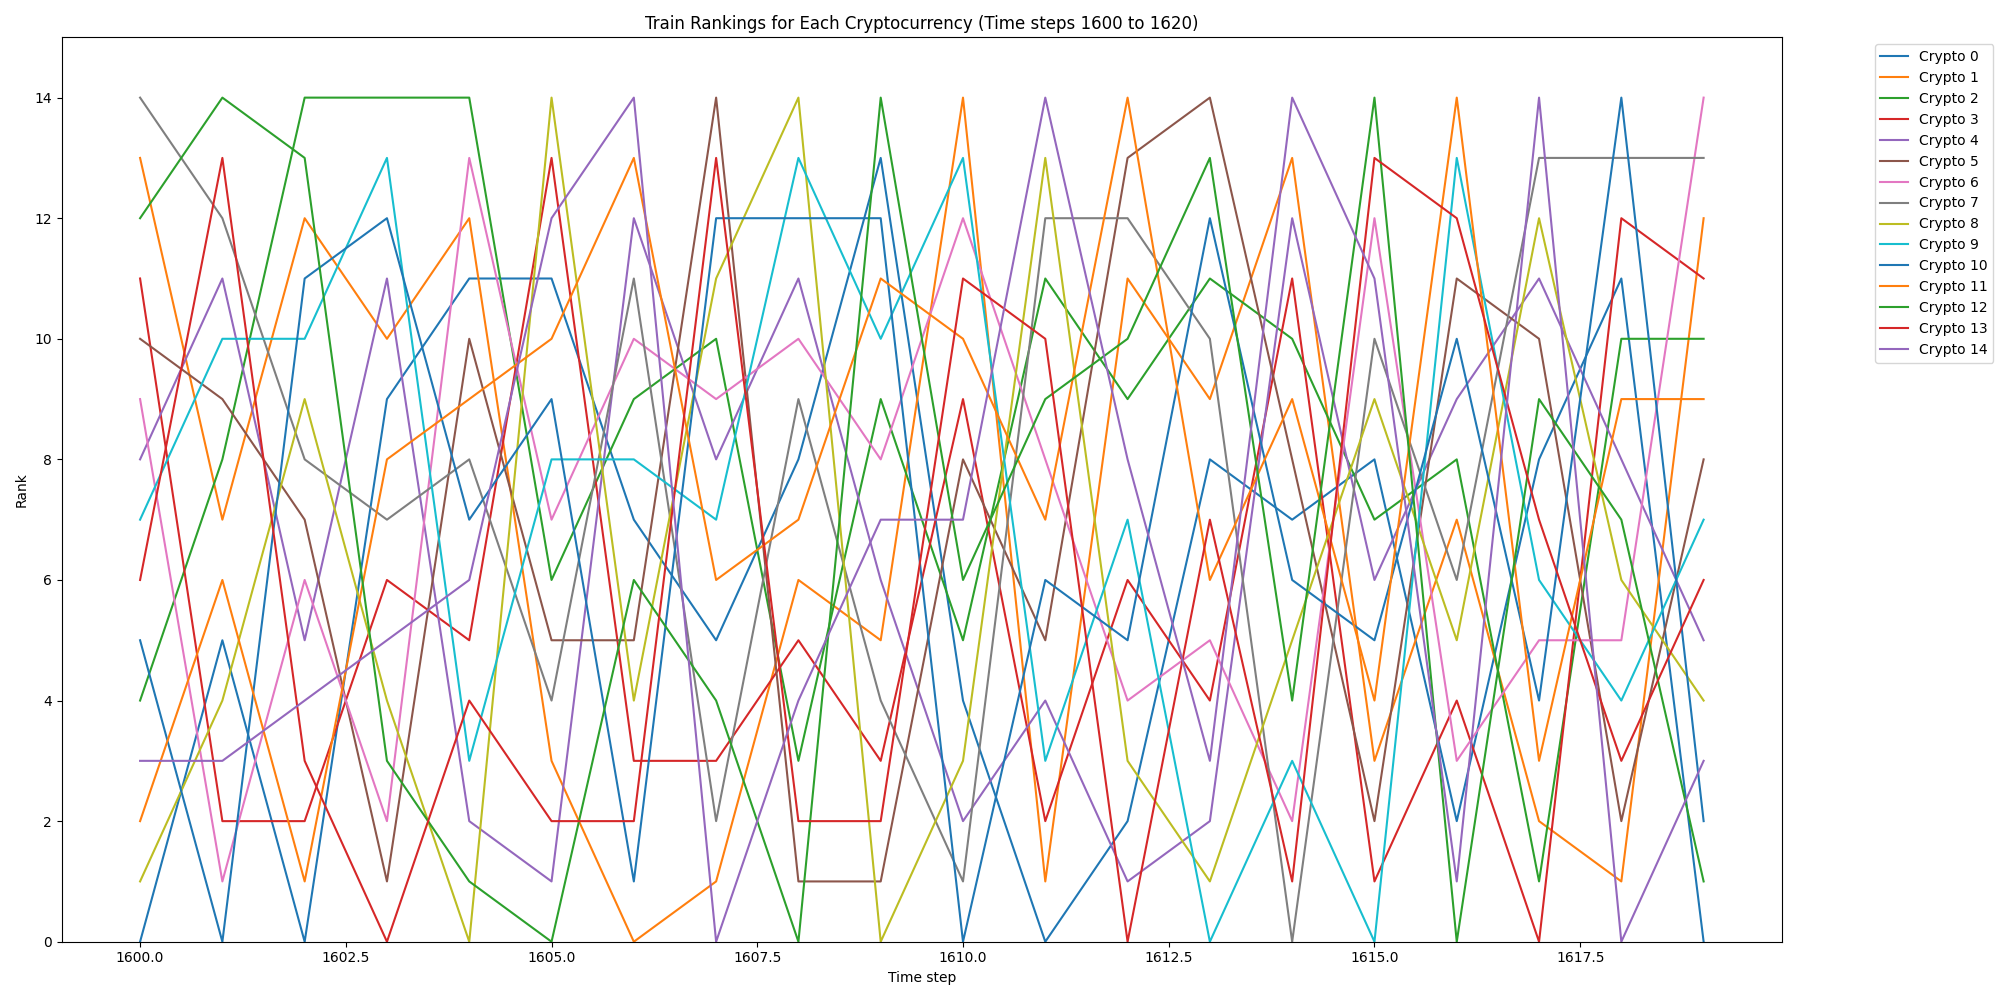 Train Rankings for Each Cryptocurrency (Time steps 1600 to 1620)
Crypto 0
Crypto 1
Crypto 2
Crypto 3
Crypto 4
Crypto 5
Crypto 6
Crypto 7
Crypto 8
Crypto 9
Crypto 10
Crypto 11
Crypto 12
Crypto 13
Crypto 14
14
12
10
8
6
4
2
0
Rank
1600.0 1602.5 1605.0 1607.5 1610.0 1612.5 1615.0 1617.5
Time step